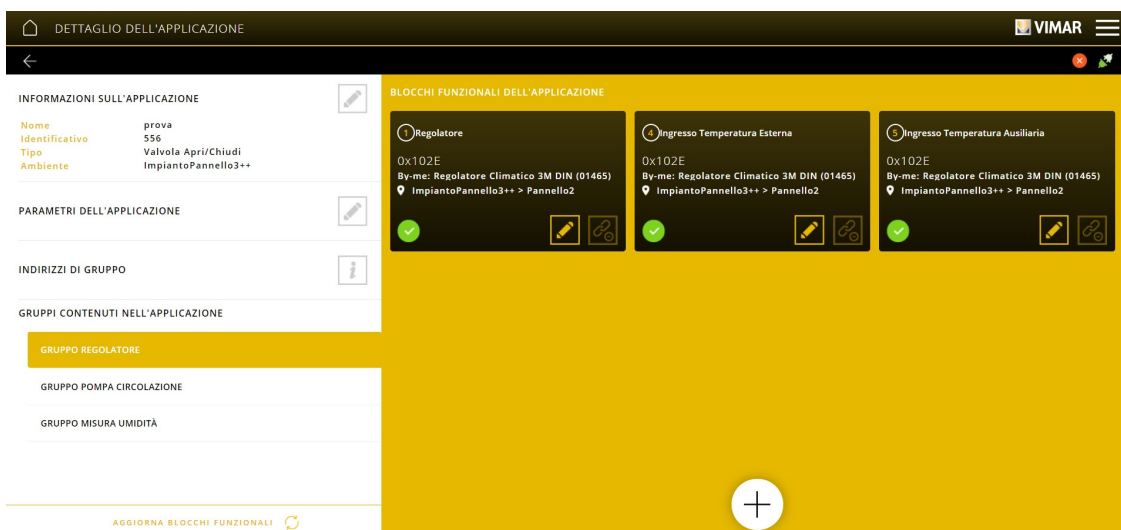 DETTAGLIO DELL'APPLICAZIONE
VIMAR
INFORMAZIONI SULL'APPLICAZIONE
Nome prova
Identificativo 556
Tipo Valvola Apri/Chiudi
Ambiente ImpiantoPannello3++
PARAMETRI DELL'APPLICAZIONE
INDIRIZZI DI GRUPPO
i
GRUPPI CONTENUTI NELL'APPLICAZIONE
GRUPPO REGOLATORE
GRUPPO POMPA CIRCOLAZIONE
GRUPPO MISURA UMIDITÀ
AGGIORNA BLOCCHI FUNZIONALI
BLOCCHI FUNZIONALI DELL'APPLICAZIONE
1 Regolatore
0x102E
By-me: Regolatore Climatico 3M DIN (01465)
ImpiantoPannello3++ > Pannello2
4 Ingresso Temperatura Esterna
0x102E
By-me: Regolatore Climatico 3M DIN (01465)
ImpiantoPannello3++ > Pannello2
5 Ingresso Temperatura Ausiliaria
0x102E
By-me: Regolatore Climatico 3M DIN (01465)
ImpiantoPannello3++ > Pannello2